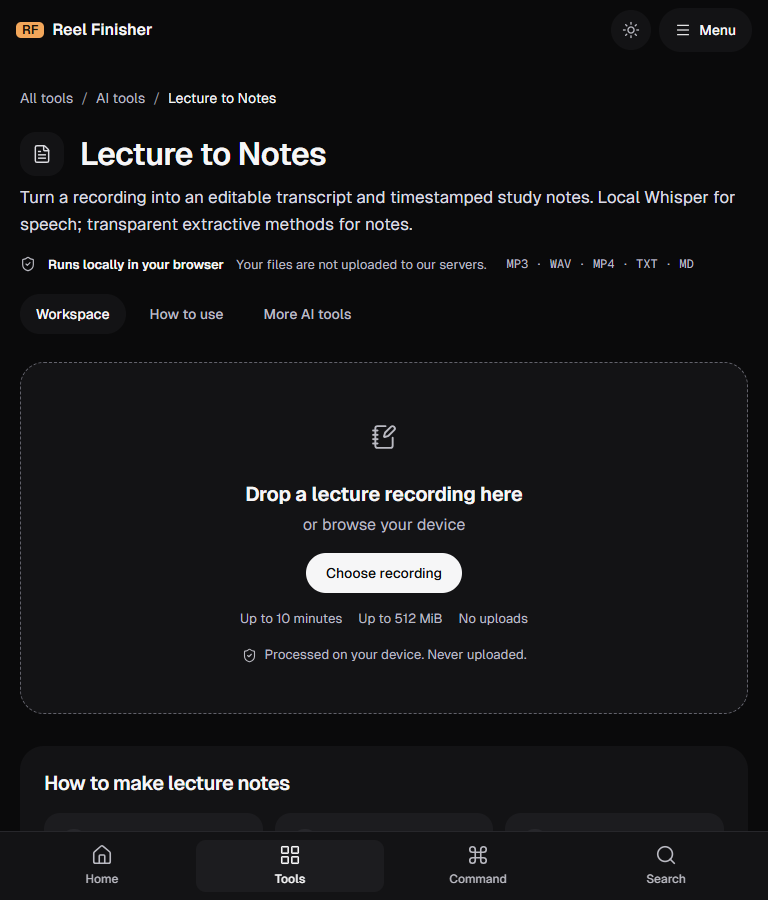 RF Reel Finisher
Menu
All tools / AI tools / Lecture to Notes
Lecture to Notes
Turn a recording into an editable transcript and timestamped study notes. Local Whisper for
speech; transparent extractive methods for notes.
Runs locally in your browser Your files are not uploaded to our servers. MP3 · WAV · MP4 · TXT · MD
Workspace How to use More AI tools
Drop a lecture recording here
or browse your device
Choose recording
Up to 10 minutes Up to 512 MiB No uploads
Processed on your device. Never uploaded.
How to make lecture notes
Home Tools Command Search